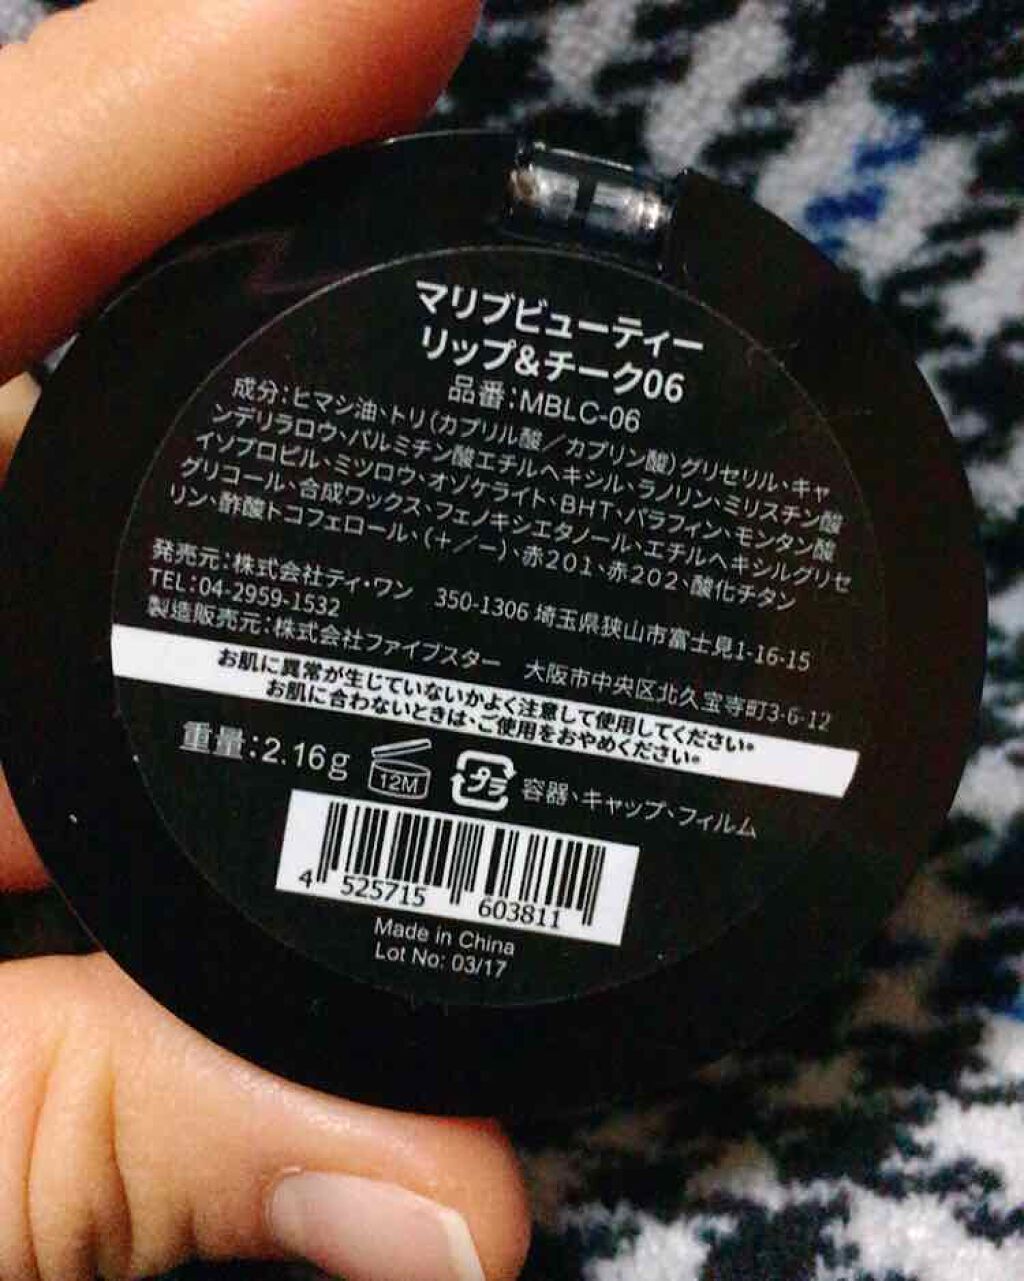 マリブビューティー
リップ&チーク06
品番:MBLC-06
成分:ヒマシ油、トリ(カプリル酸/カプリン酸)グリセリル、キャ
ンデリラロウ、パルミチン酸エチルヘキシル、ラノリン、ミリスチン酸
イソプロピル、ミツロウ、オゾケライト、BHT、パラフィン、モンタン酸
グリコール、合成ワックス、フェノキシエタノール、エチルヘキシルグリセ
リン、酢酸トコフェロール、(+/-)、赤201、赤202、酸化チタン
発売元:株式会社ティ・ワン 350-1306 埼玉県狭山市富士見1-16-15
TEL:04-2959-1532
製造販売元:株式会社ファイブスター 大阪市中央区北久宝寺町3-6-12
お肌に異常が生じていないかよく注意して使用してください。
お肌に合わないときは、ご使用をおやめください。
重量:2.16g 12M プラ 容器、キャップ、フィルム
4 525715 603811
Made in China
Lot No: 03/17